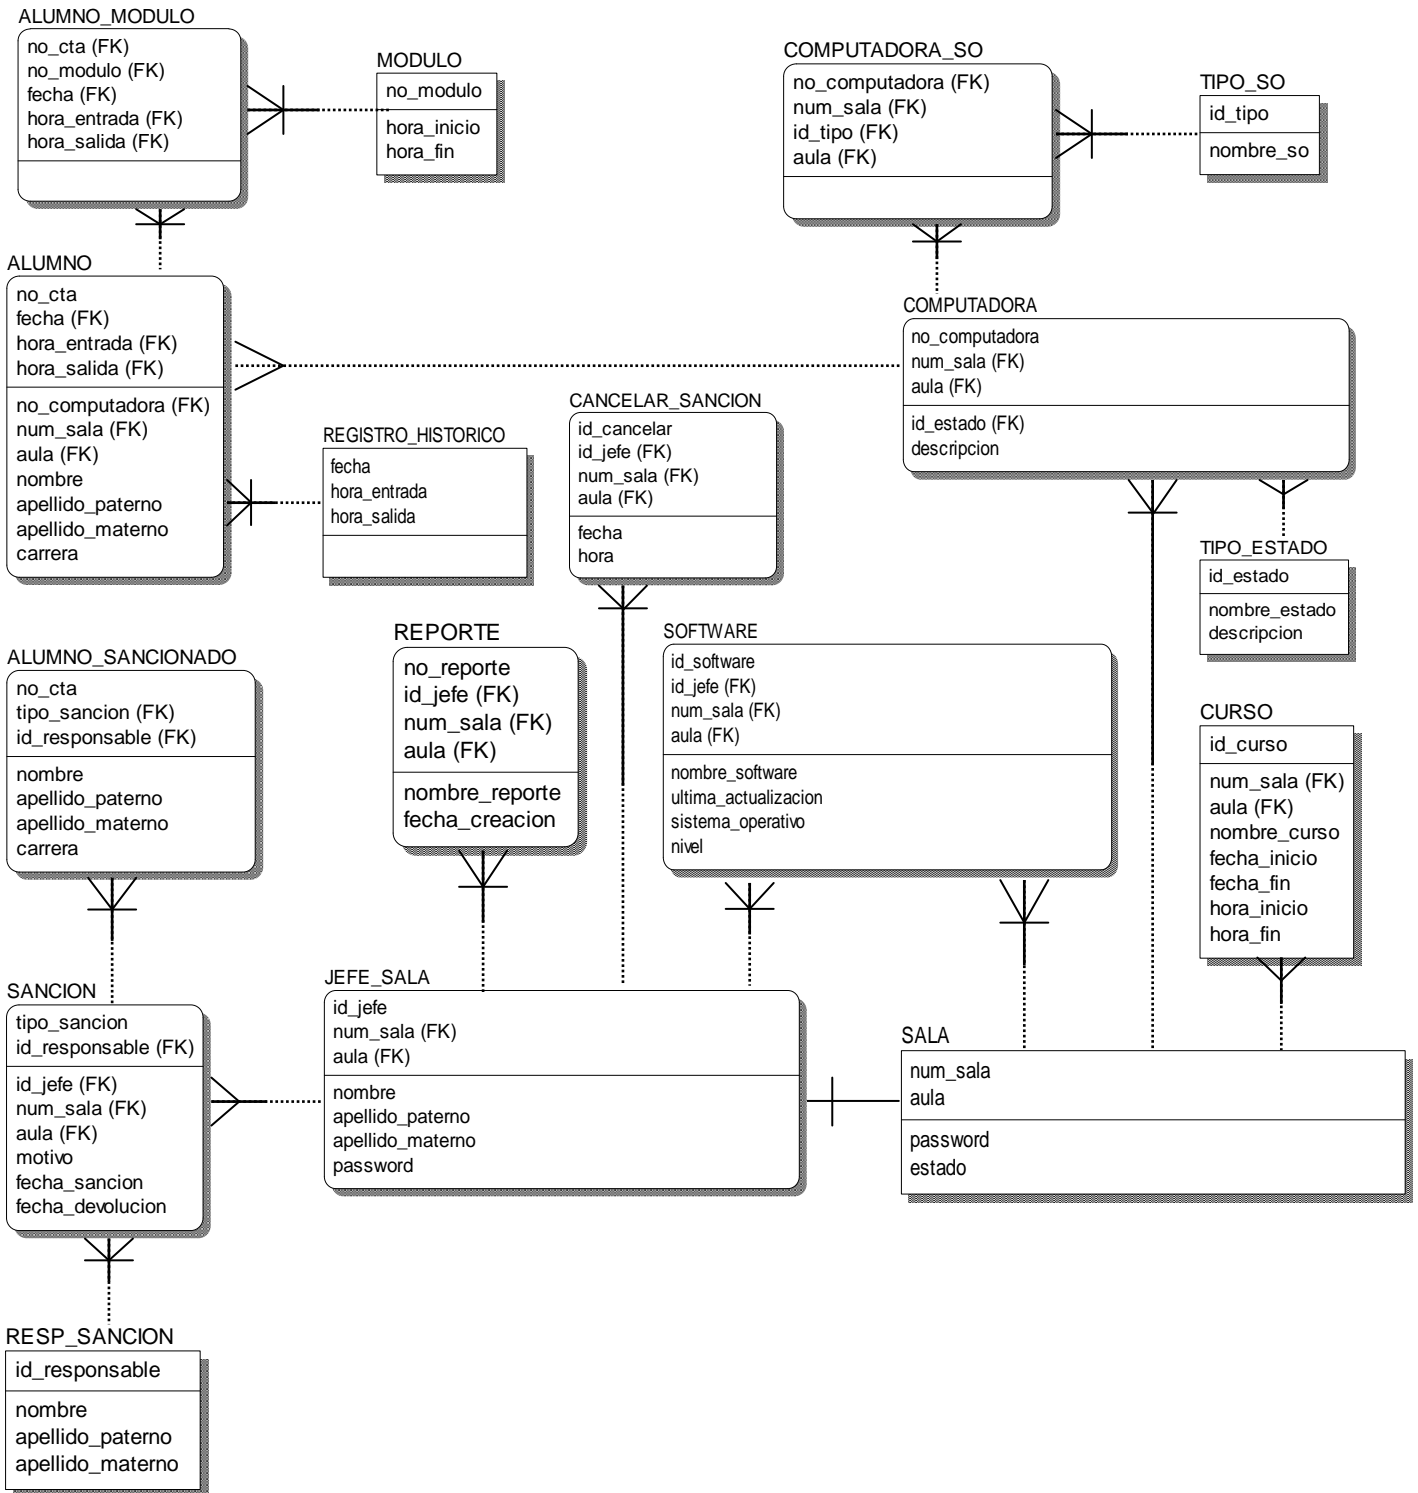 ALUMNO_MODULO
no_cta (FK)
no_modulo (FK)
fecha (FK)
hora_entrada (FK)
hora_salida (FK)
MODULO
no_modulo
hora_inicio
hora_fin
COMPUTADORA_SO
no_computadora (FK)
num_sala (FK)
id_tipo (FK)
aula (FK)
TIPO_SO
id_tipo
nombre_so
ALUMNO
no_cta
fecha (FK)
hora_entrada (FK)
hora_salida (FK)
no_computadora (FK)
num_sala (FK)
aula (FK)
nombre
apellido_paterno
apellido_materno
carrera
REGISTRO_HISTORICO
fecha
hora_entrada
hora_salida
CANCELAR_SANCION
id_cancelar
id_jefe (FK)
num_sala (FK)
aula (FK)
fecha
hora
COMPUTADORA
no_computadora
num_sala (FK)
aula (FK)
id_estado (FK)
descripcion
TIPO_ESTADO
id_estado
nombre_estado
descripcion
ALUMNO_SANCIONADO
no_cta
tipo_sancion (FK)
id_responsable (FK)
nombre
apellido_paterno
apellido_materno
carrera
REPORTE
no_reporte
id_jefe (FK)
num_sala (FK)
aula (FK)
nombre_reporte
fecha_creacion
SOFTWARE
id_software
id_jefe (FK)
num_sala (FK)
aula (FK)
nombre_software
ultima_actualizacion
sistema_operativo
nivel
CURSO
id_curso
num_sala (FK)
aula (FK)
nombre_curso
fecha_inicio
fecha_fin
hora_inicio
hora_fin
SANCION
tipo_sancion
id_responsable (FK)
id_jefe (FK)
num_sala (FK)
aula (FK)
motivo
fecha_sancion
fecha_devolucion
JEFE_SALA
id_jefe
num_sala (FK)
aula (FK)
nombre
apellido_paterno
apellido_materno
password
SALA
num_sala
aula
password
estado
RESP_SANCION
id_responsable
nombre
apellido_paterno
apellido_materno